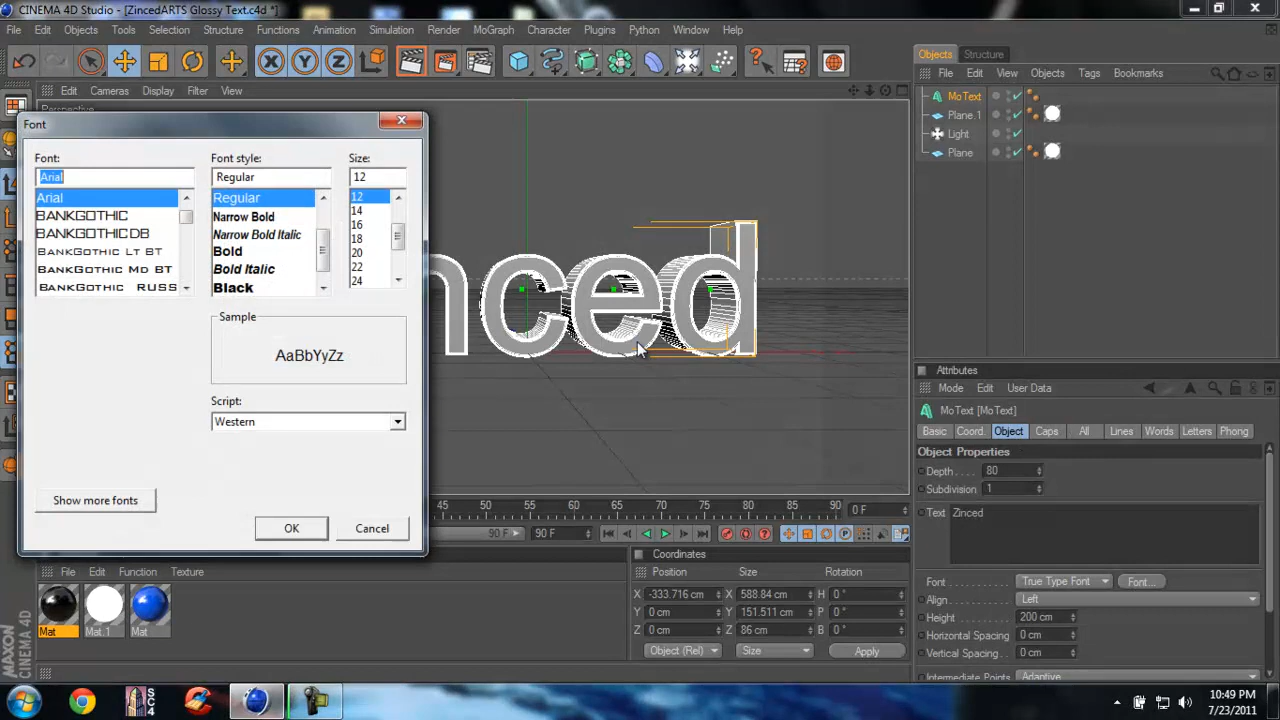 CINEMA 4D Studio - [ZincedARTS Glossy Text.c4d *]
File Edit Objects Tools Selection Structure Functions Animation Simulation Render MoGraph Character Plugins Python Window Help
X Y Z
Objects Structure
File Edit View Objects Tags Bookmarks
Edit Cameras Display Filter View
Perspective
MoText
Plane.1
Light
Plane
Font
Font: Font style: Size:
Arial Regular 12
Arial Regular 12
BANKGOTHIC Narrow Bold 14
BANKGOTHICDB Narrow Bold Italic 16
BankGothic Lt BT Bold 18
BankGothic Md BT Bold Italic 20
BANKGOTHIC RUSS Black 22
24
Sample
AaBbYyZz
Script:
Western
Show more fonts
OK Cancel
nced
Attributes
Mode Edit User Data
MoText [MoText]
Basic Coord. Object Caps All Lines Words Letters Phong
Object Properties
Depth 80
Subdivision 1
Text Zinced
Font True Type Font Font...
Align Left
Height 200 cm
Horizontal Spacing 0 cm
Vertical Spacing 0 cm
Intermediate Points Adaptive
45 50 55 60 65 70 75 80 85 90 0 F
90 F 90 F
File Edit Function Texture
Mat Mat.1 Mat
Coordinates
Position Size Rotation
X -333.716 cm X 588.84 cm H 0 °
Y 0 cm Y 151.511 cm P 0 °
Z 0 cm Z 86 cm B 0 °
Object (Rel) Size Apply
MAXON
CINEMA 4D
SC4
10:49 PM
7/23/2011